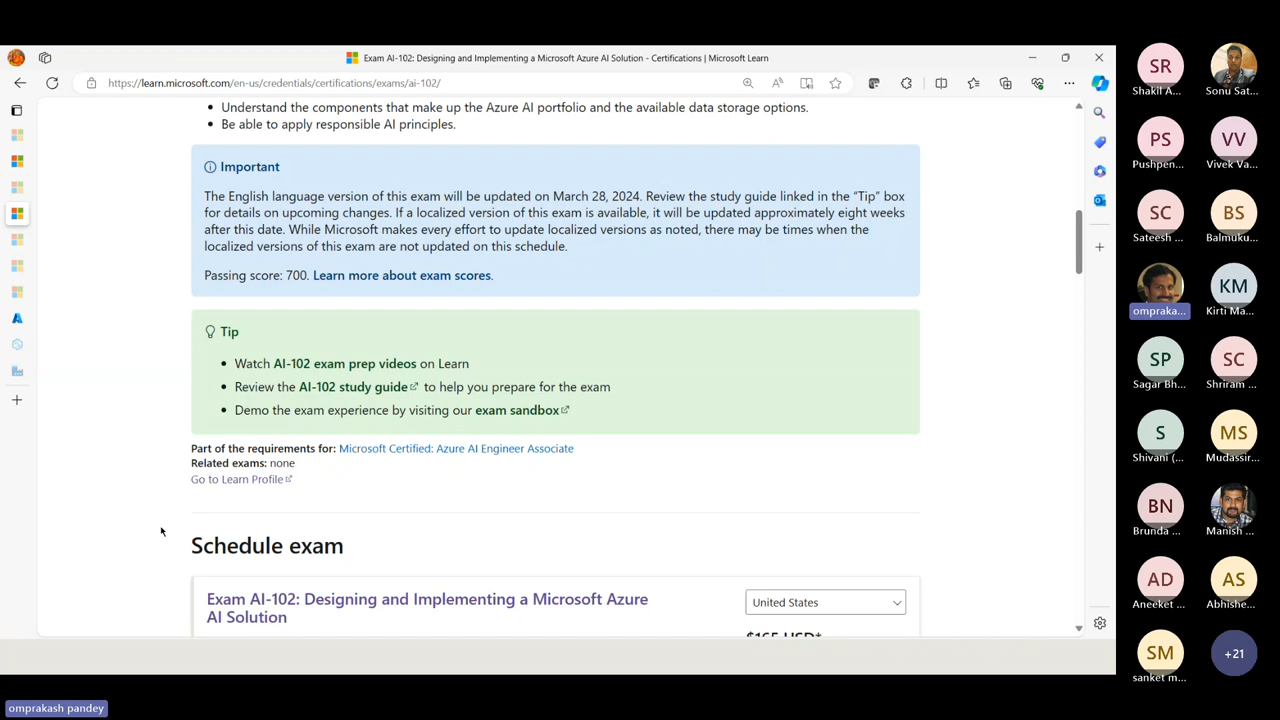 Exam AI-102: Designing and Implementing a Microsoft Azure AI Solution - Certifications | Microsoft Learn
https://learn.microsoft.com/en-us/credentials/certifications/exams/ai-102/
Understand the components that make up the Azure AI portfolio and the available data storage options.
Be able to apply responsible AI principles.
Important
The English language version of this exam will be updated on March 28, 2024. Review the study guide linked in the “Tip” box
for details on upcoming changes. If a localized version of this exam is available, it will be updated approximately eight weeks
after this date. While Microsoft makes every effort to update localized versions as noted, there may be times when the
localized versions of this exam are not updated on this schedule.
Passing score: 700. Learn more about exam scores.
Tip
Watch AI-102 exam prep videos on Learn
Review the AI-102 study guide to help you prepare for the exam
Demo the exam experience by visiting our exam sandbox
Part of the requirements for: Microsoft Certified: Azure AI Engineer Associate
Related exams: none
Go to Learn Profile
Schedule exam
Exam AI-102: Designing and Implementing a Microsoft Azure
AI Solution
United States
$165 USD*
SR
Shakil A...
Sonu Sat...
PS
Pushpen...
VV
Vivek Va...
SC
Sateesh ...
BS
Balmuku...
ompraka...
KM
Kirti Ma...
SP
Sagar Bh...
SC
Shriram ...
S
Shivani (...
MS
Mudassir...
BN
Brunda ...
Manish ...
AD
Aneeket ...
AS
Abhishe...
SM
sanket m...
+21
omprakash pandey